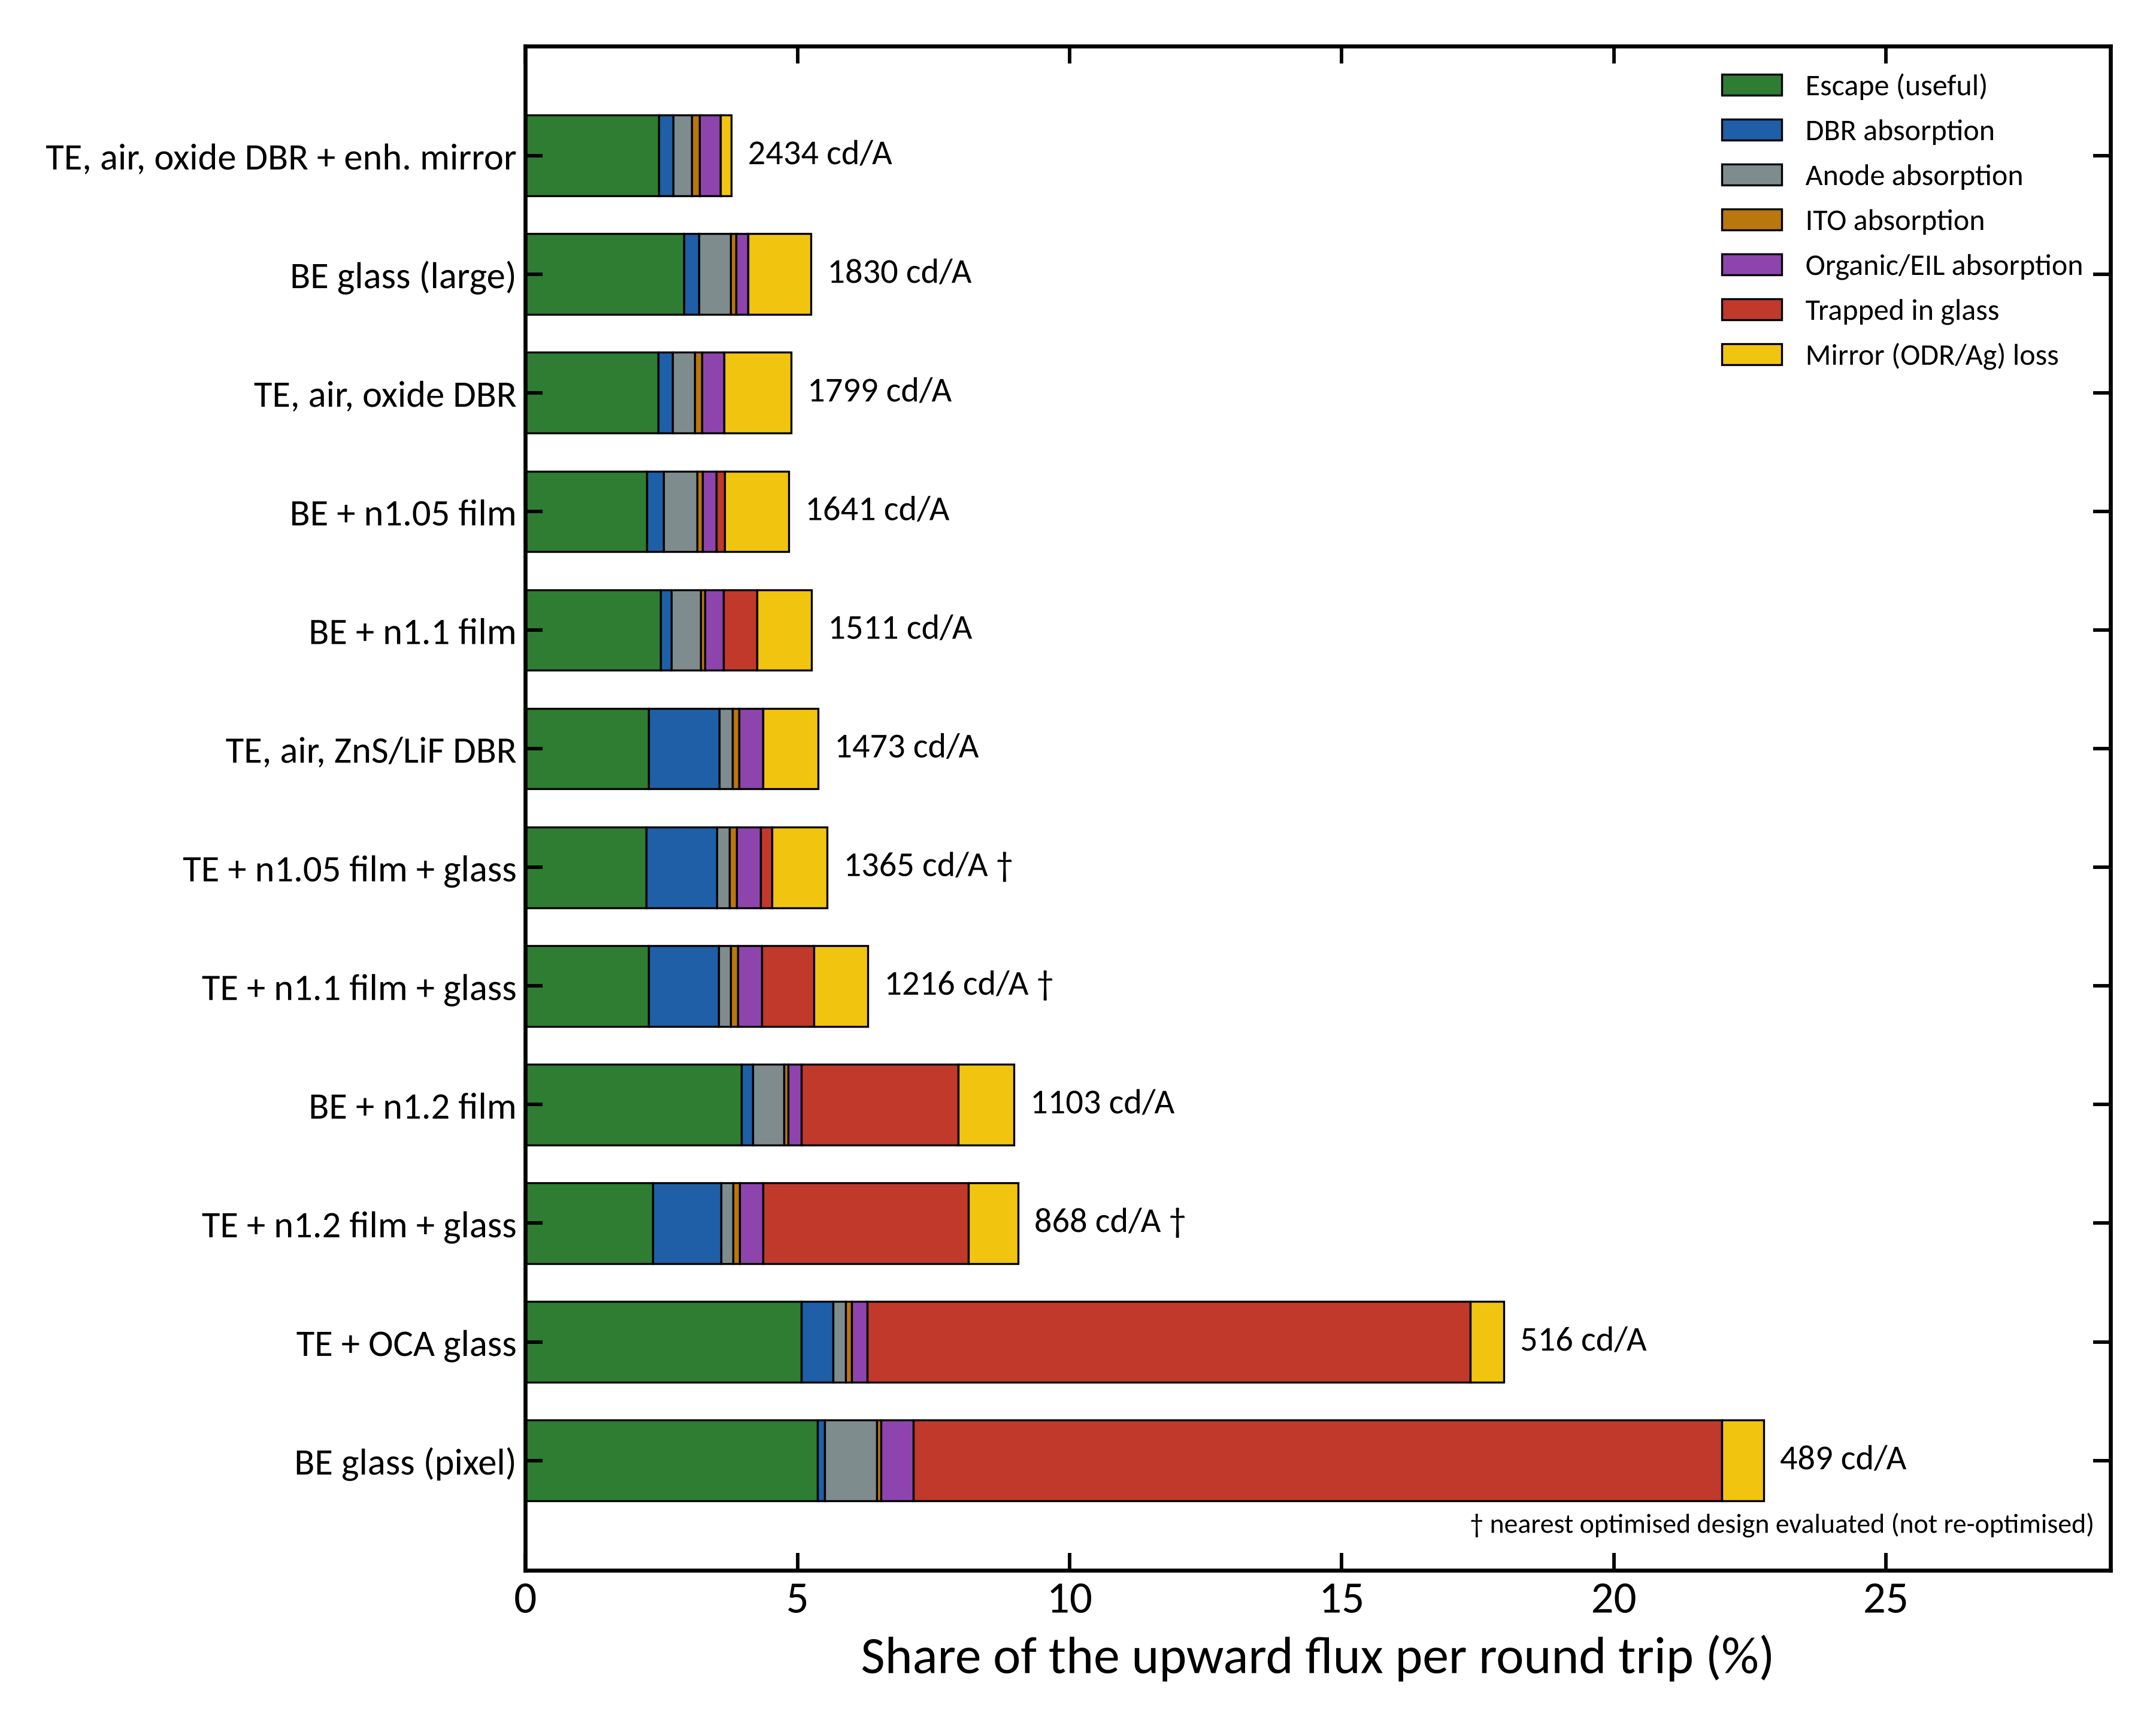 Escape (useful)
DBR absorption
Anode absorption
ITO absorption
Organic/EIL absorption
Trapped in glass
Mirror (ODR/Ag) loss
TE, air, oxide DBR + enh. mirror 2434 cd/A
BE glass (large) 1830 cd/A
TE, air, oxide DBR 1799 cd/A
BE + n1.05 film 1641 cd/A
BE + n1.1 film 1511 cd/A
TE, air, ZnS/LiF DBR 1473 cd/A
TE + n1.05 film + glass 1365 cd/A †
TE + n1.1 film + glass 1216 cd/A †
BE + n1.2 film 1103 cd/A
TE + n1.2 film + glass 868 cd/A †
TE + OCA glass 516 cd/A
BE glass (pixel) 489 cd/A
† nearest optimised design evaluated (not re-optimised)
0 5 10 15 20 25
Share of the upward flux per round trip (%)